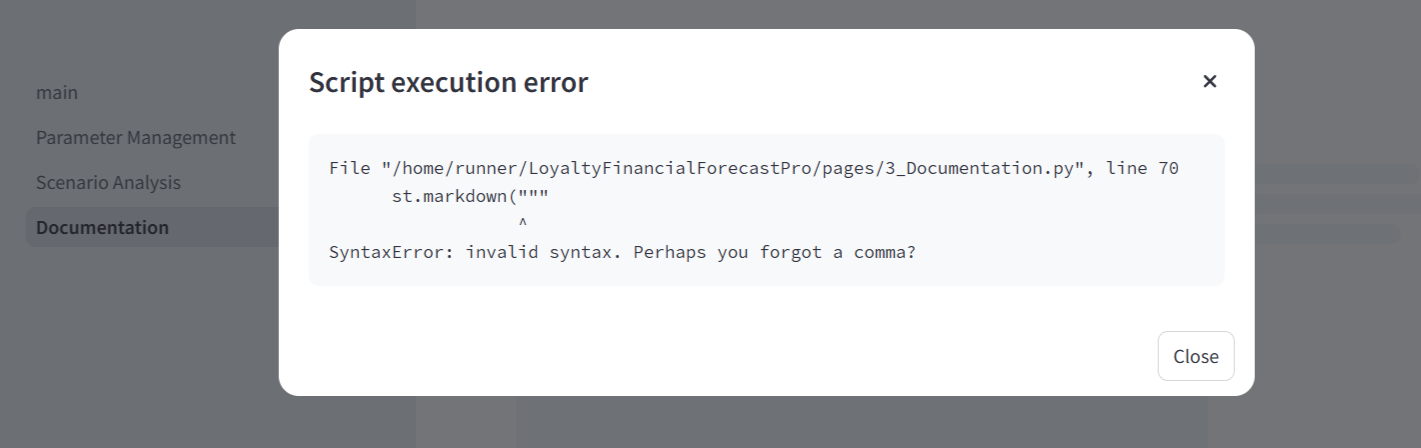 main
Parameter Management
Scenario Analysis
Documentation
Script execution error
×
File "/home/runner/LoyaltyFinancialForecastPro/pages/3_Documentation.py", line 70
st.markdown("""
^
SyntaxError: invalid syntax. Perhaps you forgot a comma?
Close